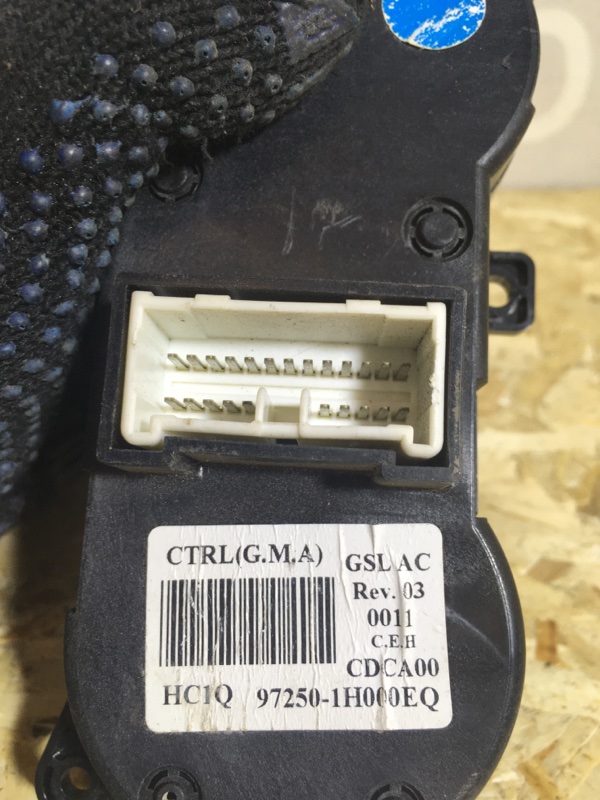 CTRL(G.M.A)
GSL AC
Rev. 03
0011
C.E.H
CDCA00
HC1Q 97250-1H000EQ